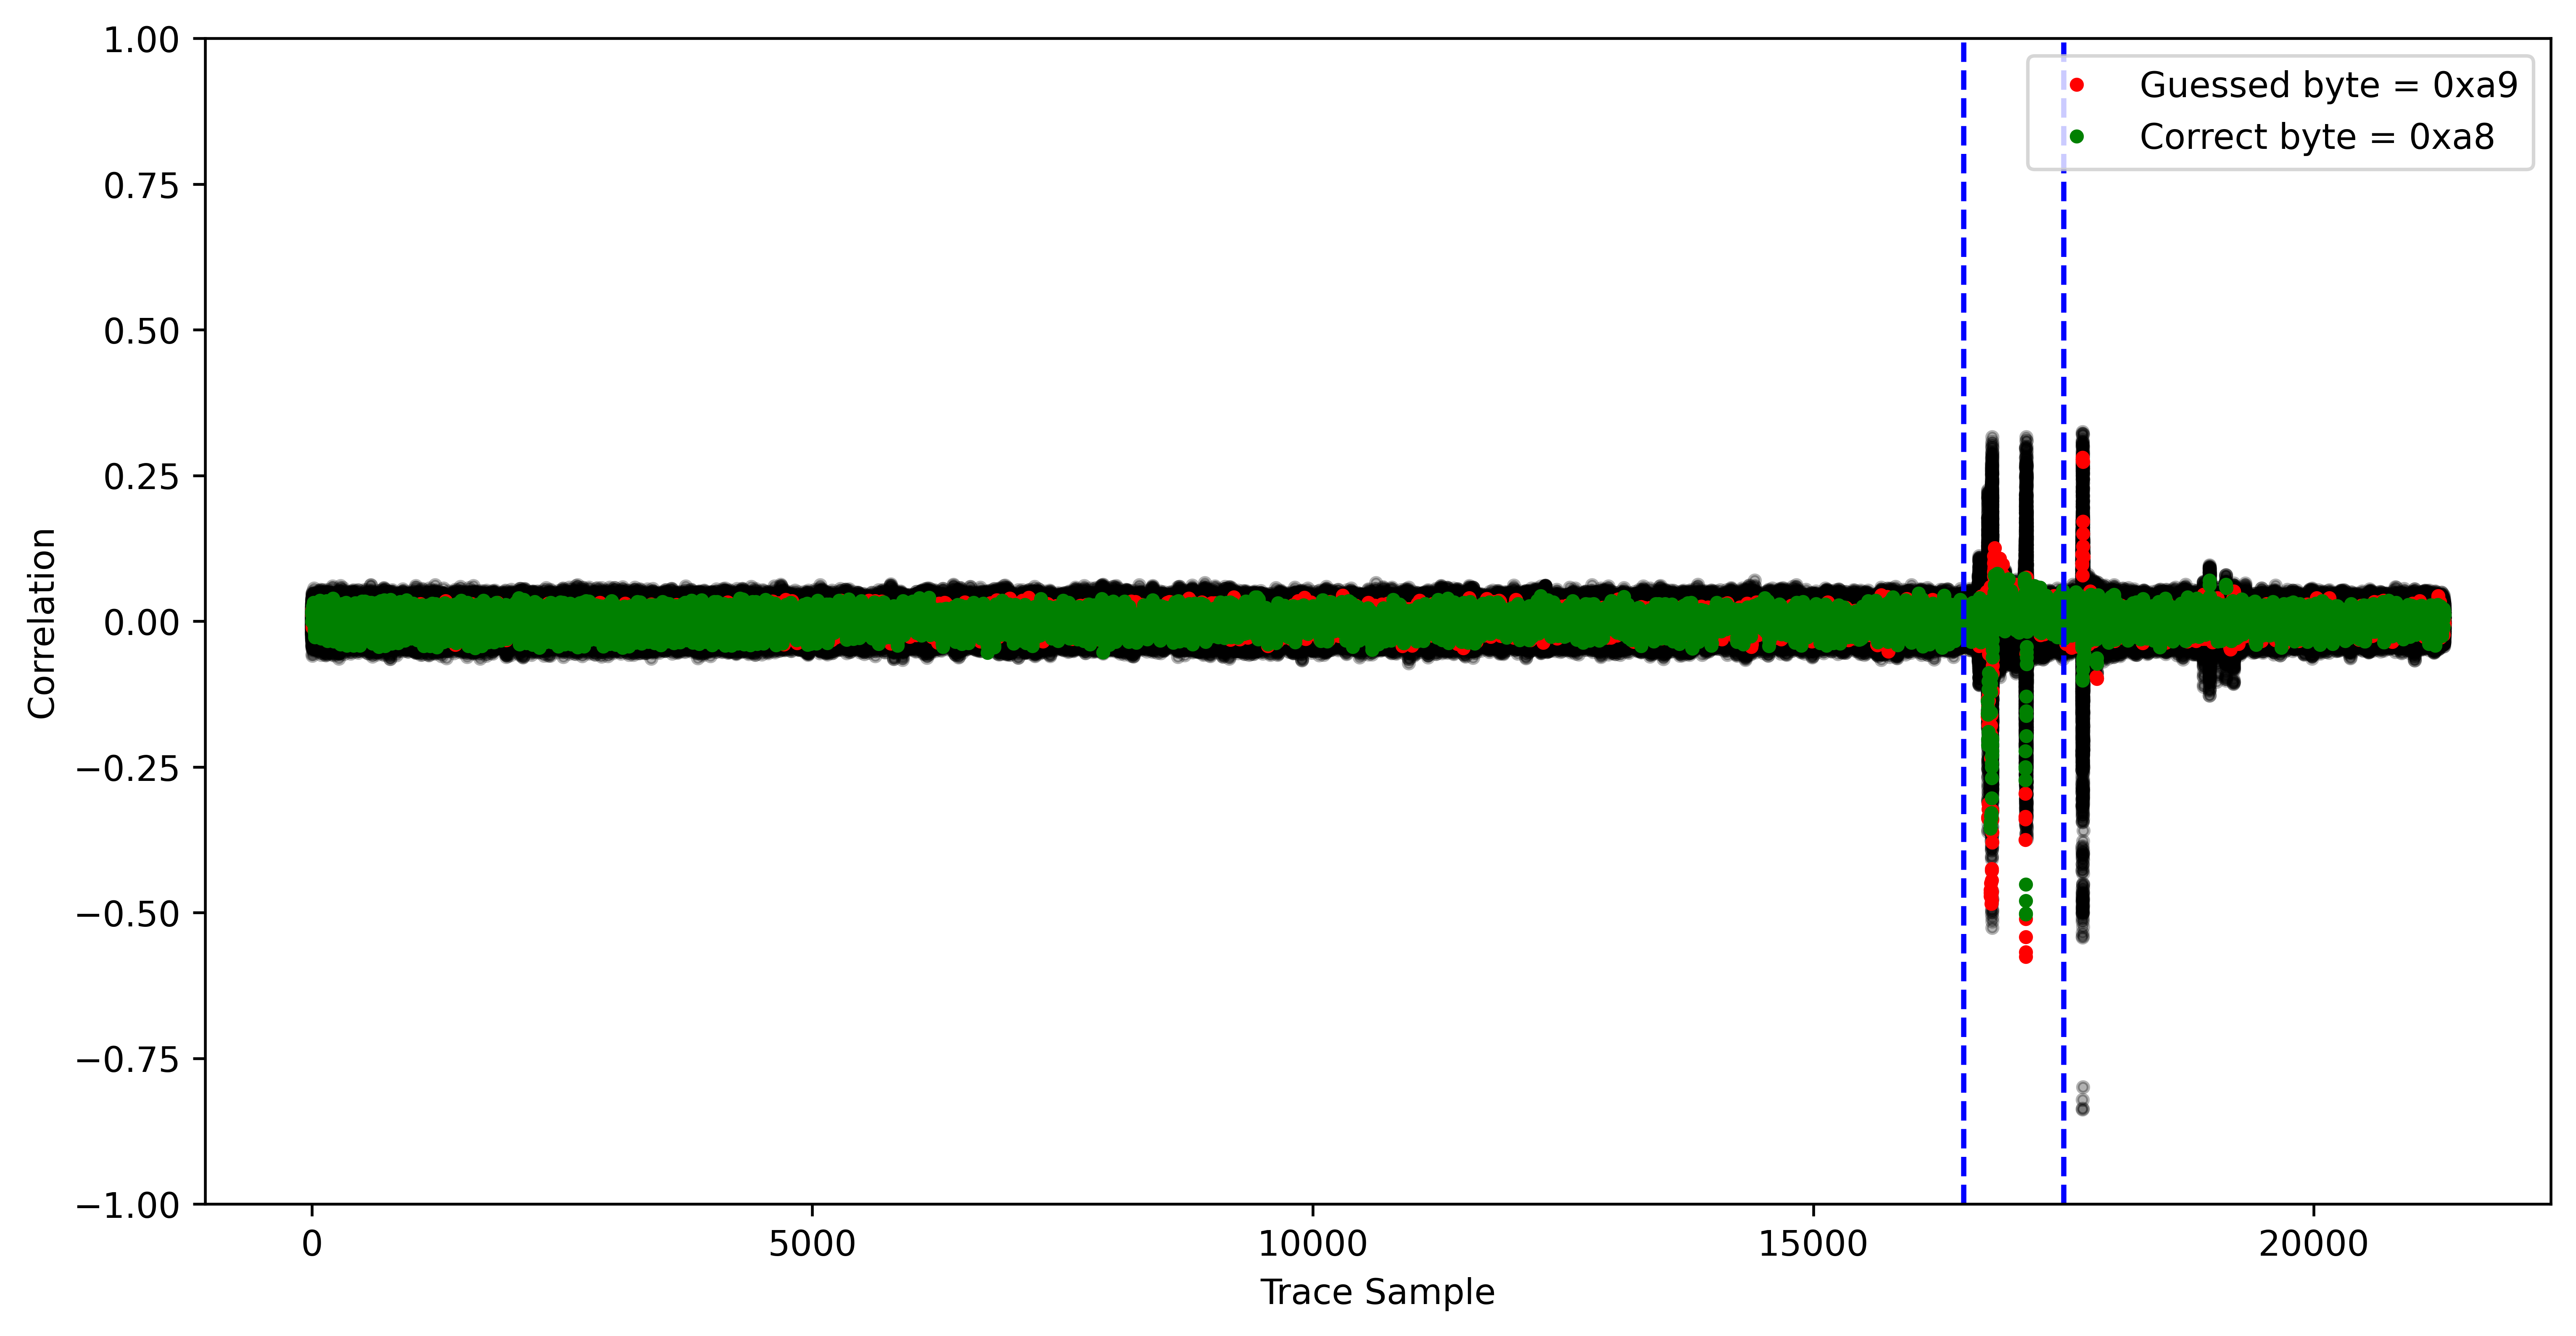 1.00
0.75
0.50
0.25
0.00
−0.25
−0.50
−0.75
−1.00
Correlation
Guessed byte = 0xa9
Correct byte = 0xa8
0 5000 10000 15000 20000
Trace Sample